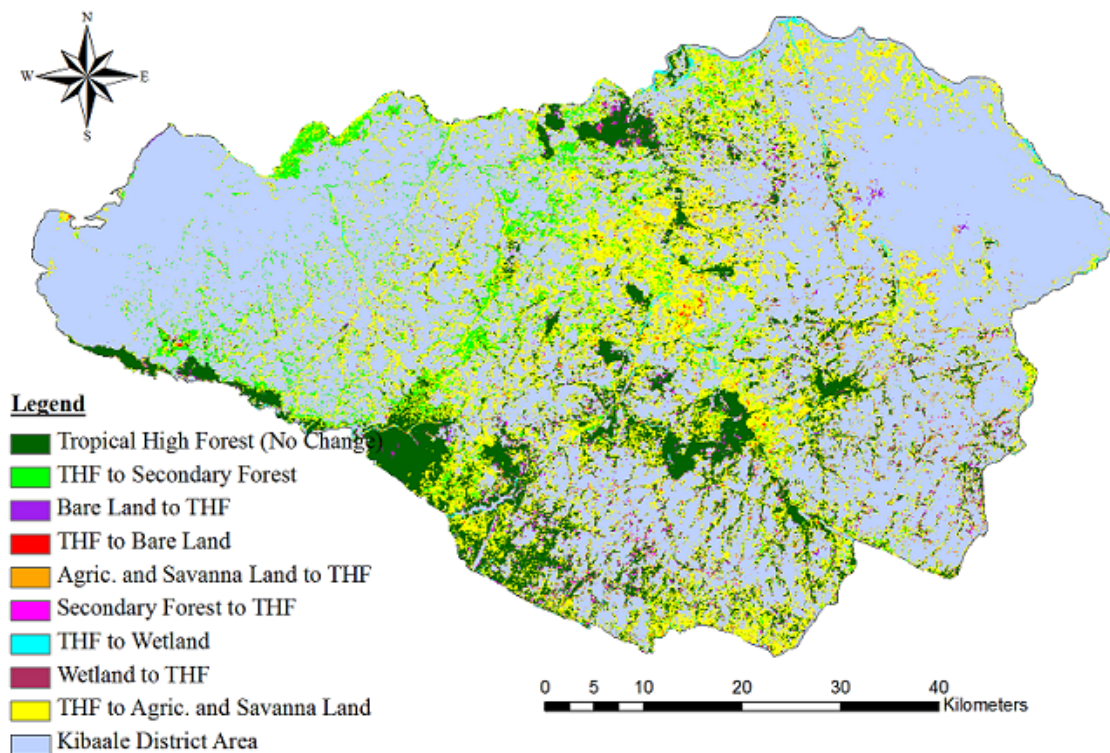 N
W E
S
Legend
Tropical High Forest (No Change)
THF to Secondary Forest
Bare Land to THF
THF to Bare Land
Agric. and Savanna Land to THF
Secondary Forest to THF
THF to Wetland
Wetland to THF
THF to Agric. and Savanna Land
Kibaale District Area
0 5 10 20 30 40
Kilometers